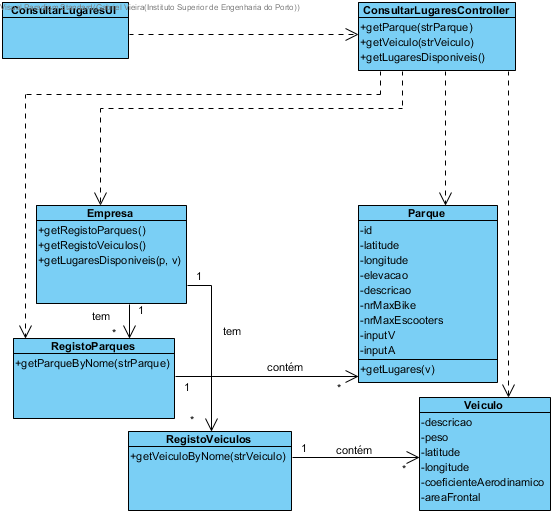 Vieira(Instituto Superior de Engenharia do Porto))
ConsultarLugaresUI
ConsultarLugaresController
+getParque(strParque)
+getVeiculo(strVeiculo)
+getLugaresDisponiveis()
Empresa
+getRegistoParques()
+getRegistoVeiculos()
+getLugaresDisponiveis(p, v)
Parque
-id
-latitude
-longitude
-elevacao
-descricao
-nrMaxBike
-nrMaxEscooters
-inputV
-inputA
+getLugares(v)
1
tem
1
*
tem
RegistoParques
+getParqueByNome(strParque)
contém
1
*
*
RegistoVeiculos
+getVeiculoByNome(strVeiculo)
1
contém
*
Veiculo
-descricao
-peso
-latitude
-longitude
-coeficienteAerodinamico
-areaFrontal